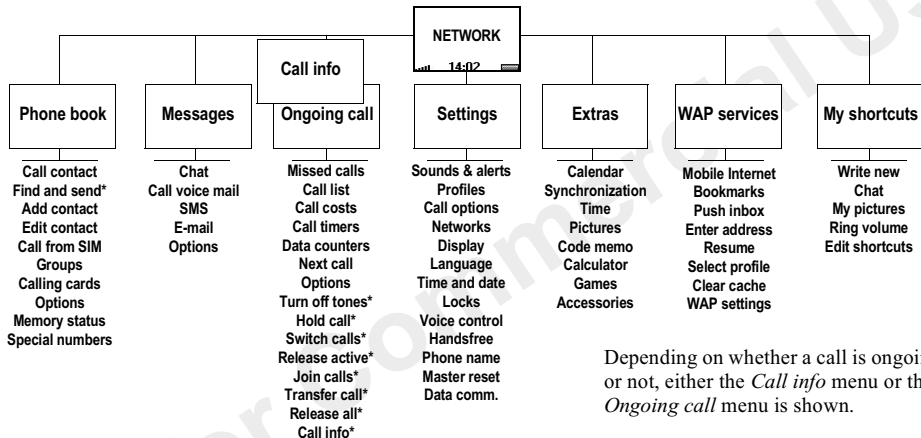 NETWORK
14:02
Call info
Phone book
Messages
Ongoing call
Settings
Extras
WAP services
My shortcuts
Call contact
Find and send*
Add contact
Edit contact
Call from SIM
Groups
Calling cards
Options
Memory status
Special numbers
Chat
Call voice mail
SMS
E-mail
Options
Missed calls
Call list
Call costs
Call timers
Data counters
Next call
Options
Turn off tones*
Hold call*
Switch calls*
Release active*
Join calls*
Transfer call*
Release all*
Call info*
Sounds & alerts
Profiles
Call options
Networks
Display
Language
Time and date
Locks
Voice control
Handsfree
Phone name
Master reset
Data comm.
Calendar
Synchronization
Time
Pictures
Code memo
Calculator
Games
Accessories
Mobile Internet
Bookmarks
Push inbox
Enter address
Resume
Select profile
Clear cache
WAP settings
Write new
Chat
My pictures
Ring volume
Edit shortcuts
Depending on whether a call is ongoin
or not, either the Call info menu or th
Ongoing call menu is shown.
Commercial U